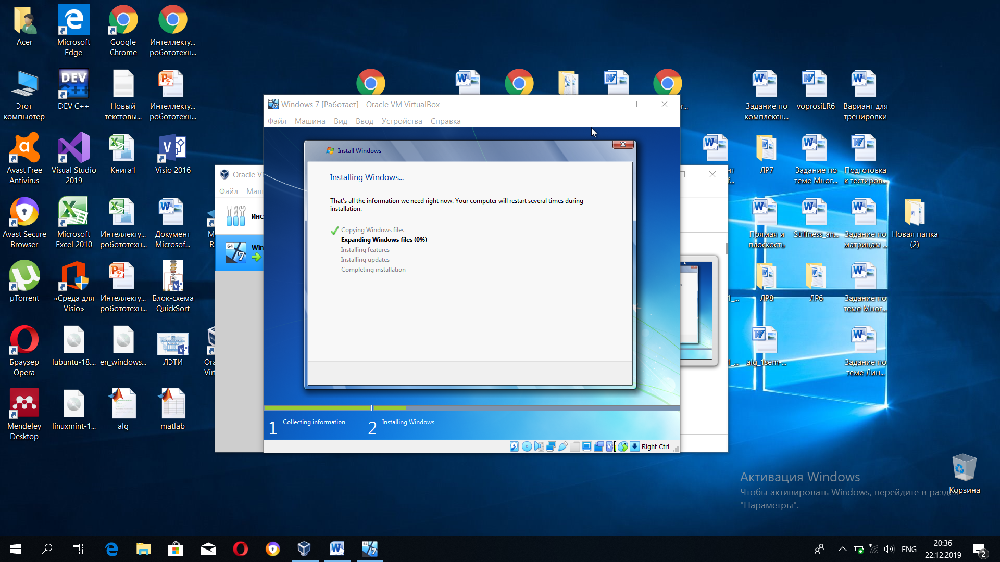 Acer
Microsoft
Edge
Google
Chrome
Интеллекту...
робототехн...
Этот
компьютер
DEV
C++
DEV C++
Новый
текстовы...
Интеллекту...
робототехн...
Задание по
комплексн...
voprosiLR6
Вариант для
тренировки
Avast Free
Antivirus
Visual Studio
2019
Книга1
Visio 2016
ЛР7
Задание по
теме Мног...
Подготовка
к тестиров...
Avast Secure
Browser
Microsoft
Excel 2010
Интеллекту...
робототехн...
Документ
Microsof...
Прямая и
плоскость
Stiffness_an...
Задание по
матрицам ...
Новая папка
(2)
µTorrent
«Среда для
Visio»
Интеллекту...
робототехн...
Блок-схема
QuickSort
ЛР8
ЛР6
Задание по
теме Мног...
Браузер
Opera
lubuntu-18....
en_windows...
ЛЭТИ
Ora
Virt
alg_1sem-...
Задание по
теме Лин...
Mendeley
Desktop
linuxmint-1...
alg
matlab
Корзина
Oracle VM
Файл Маш
Инс
64
Win
Windows 7 [Работает] - Oracle VM VirtualBox
Файл Машина Вид Ввод Устройства Справка
Install Windows
Installing Windows...
That's all the information we need right now. Your computer will restart several times during
installation.
Copying Windows files
Expanding Windows files (0%)
Installing features
Installing updates
Completing installation
1 Collecting information
2 Installing Windows
Right Ctrl
Активация Windows
Чтобы активировать Windows, перейдите в раздел
"Параметры".
ENG
20:36
22.12.2019
2